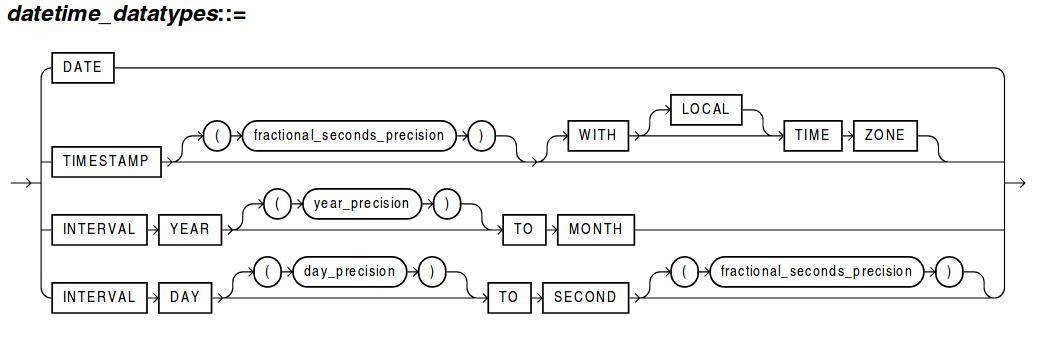 datetime_datatypes::=
DATE
TIMESTAMP ( fractional_seconds_precision ) WITH LOCAL TIME ZONE
INTERVAL YEAR ( year_precision ) TO MONTH
INTERVAL DAY ( day_precision ) TO SECOND ( fractional_seconds_precision )